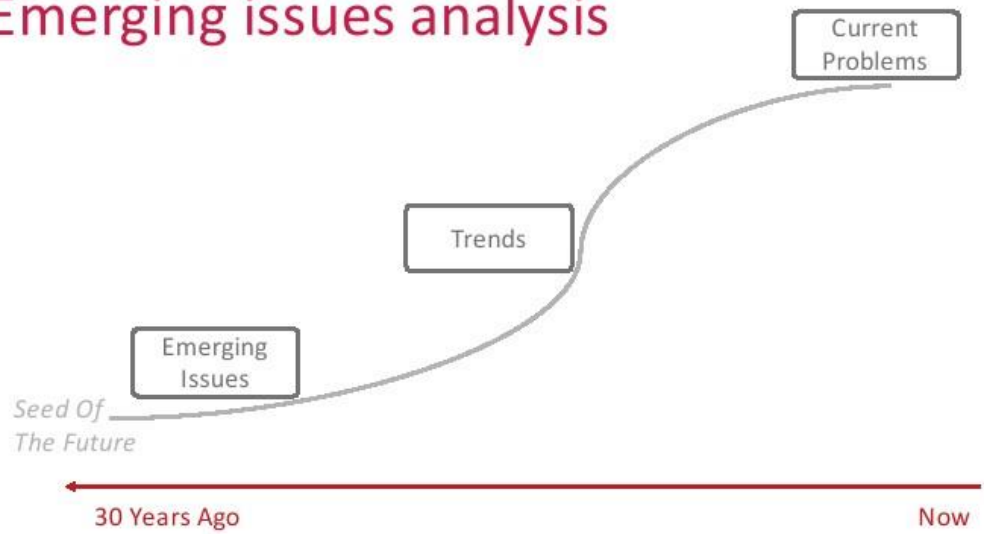 Emerging issues analysis
Current
Problems
Trends
Emerging
Issues
Seed Of
The Future
30 Years Ago
Now